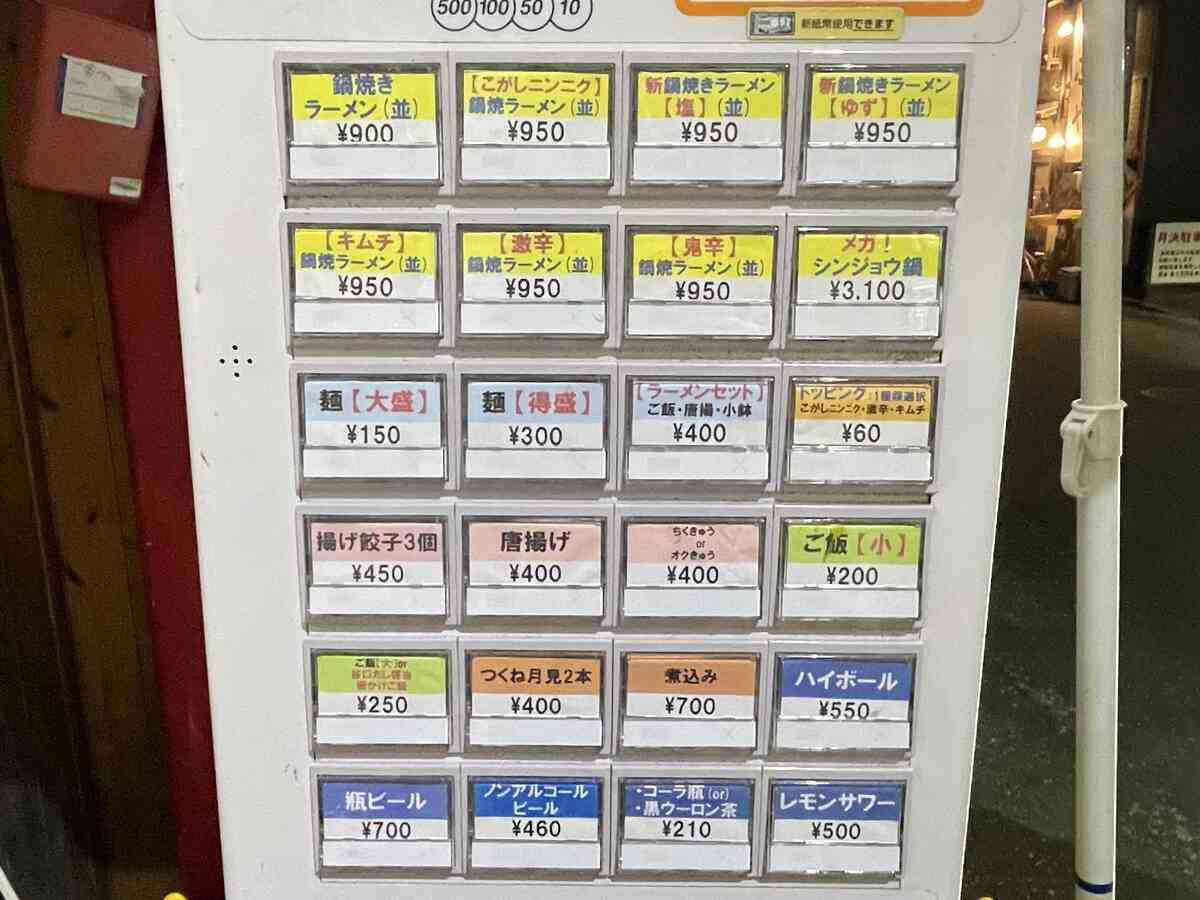 500 100 50 10
新紙幣使用できます
鍋焼き
ラーメン(並)
¥900
【こがしニンニク】
鍋焼ラーメン(並)
¥950
新鍋焼きラーメン
【塩】(並)
¥950
新鍋焼きラーメン
【ゆず】(並)
¥950
【キムチ】
鍋焼ラーメン(並)
¥950
【激辛】
鍋焼ラーメン(並)
¥950
【鬼辛】
鍋焼ラーメン(並)
¥950
メガ!
シンジョウ鍋
¥3,100
麺【大盛】
¥150
麺【得盛】
¥300
【ラーメンセット】
ご飯・唐揚・小鉢
¥400
トッピング:1種類選択
こがしニンニク・激辛・キムチ
¥60
揚げ餃子3個
¥450
唐揚げ
¥400
ちくきゅう
or
オクきゅう
¥400
ご飯【小】
¥200
ご飯【大】or
卵かけご飯
¥250
つくね月見2本
¥400
煮込み
¥700
ハイボール
¥550
瓶ビール
¥700
ノンアルコール
ビール
¥460
・コーラ瓶(or)
・黒ウーロン茶
¥210
レモンサワー
¥500